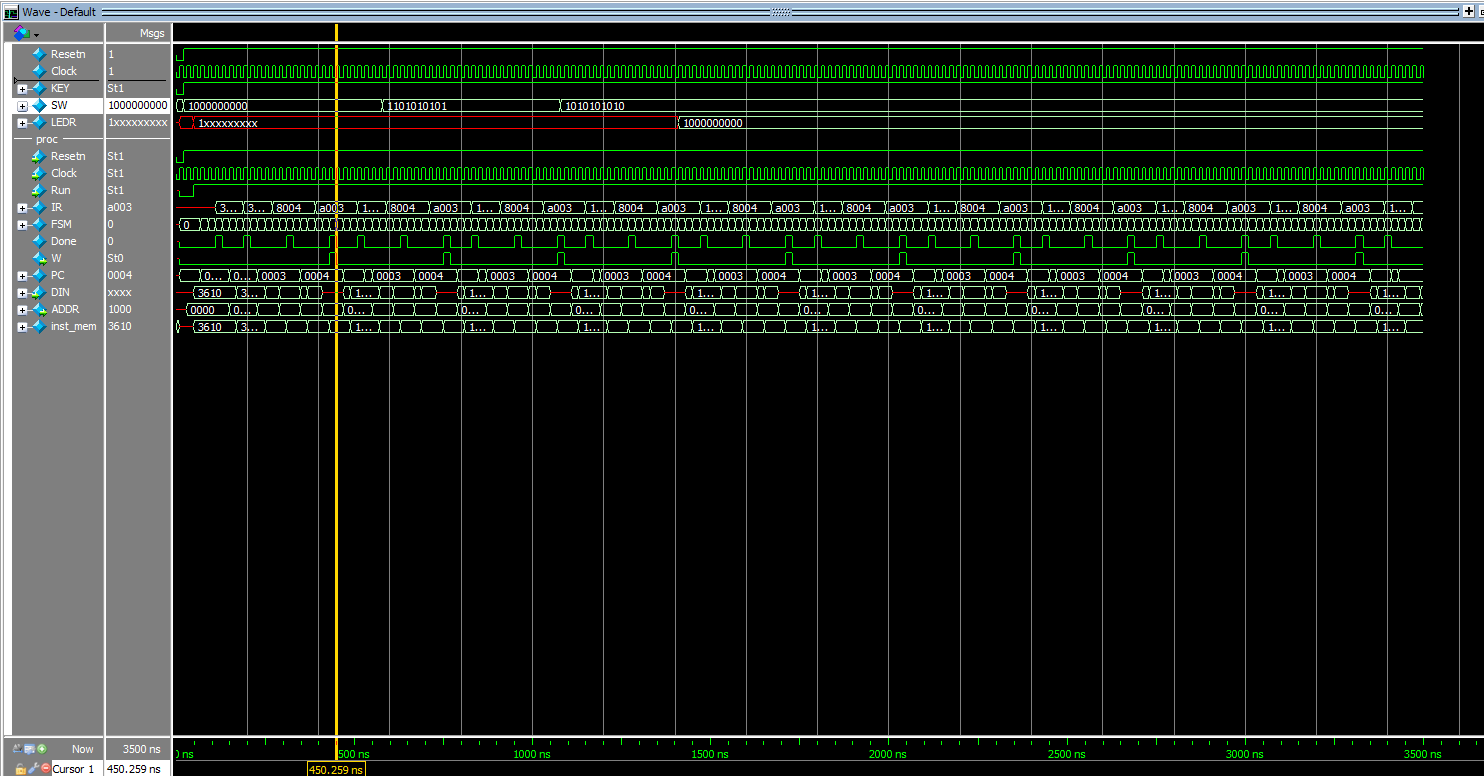 Wave - Default
Msgs
Resetn 1
Clock 1
KEY St1
SW 1000000000 1000000000 1101010101 1010101010
LEDR 1xxxxxxxxx 1xxxxxxxxx 1000000000
proc
Resetn St1
Clock St1
Run St1
IR a003 3... 3... 8004 a003 1... 8004 a003 1... 8004 a003 1... 8004 a003 1... 8004 a003 1... 8004 a003 1... 8004 a003 1... 8004 a003 1... 8004 a003 1... 8004 a003 1...
FSM 0 0
Done 0
W St0
PC 0004 0... 0... 0003 0004 0003 0004 0003 0004 0003 0004 0003 0004 0003 0004 0003 0004 0003 0004 0003 0004 0003 0004
DIN xxxx 3610 3... 1... 1... 1... 1... 1... 1... 1... 1... 1... 1...
ADDR 1000 0000 0... 0... 0... 0... 0... 0... 0... 0... 0... 0... 0...
inst_mem 3610 3610 3... 1... 1... 1... 1... 1... 1... 1... 1... 1... 1...
Now 3500 ns ns 500 ns 1000 ns 1500 ns 2000 ns 2500 ns 3000 ns 3500 ns
Cursor 1 450.259 ns 450.259 ns